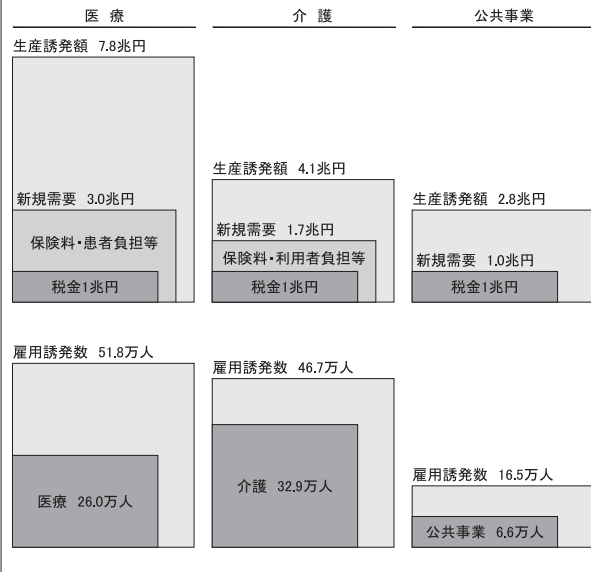 医 療
生産誘発額 7.8兆円
新規需要 3.0兆円
保険料・患者負担等
税金1兆円
介 護
生産誘発額 4.1兆円
新規需要 1.7兆円
保険料・利用者負担等
税金1兆円
公共事業
生産誘発額 2.8兆円
新規需要 1.0兆円
税金1兆円
雇用誘発数 51.8万人
医療 26.0万人
雇用誘発数 46.7万人
介護 32.9万人
雇用誘発数 16.5万人
公共事業 6.6万人